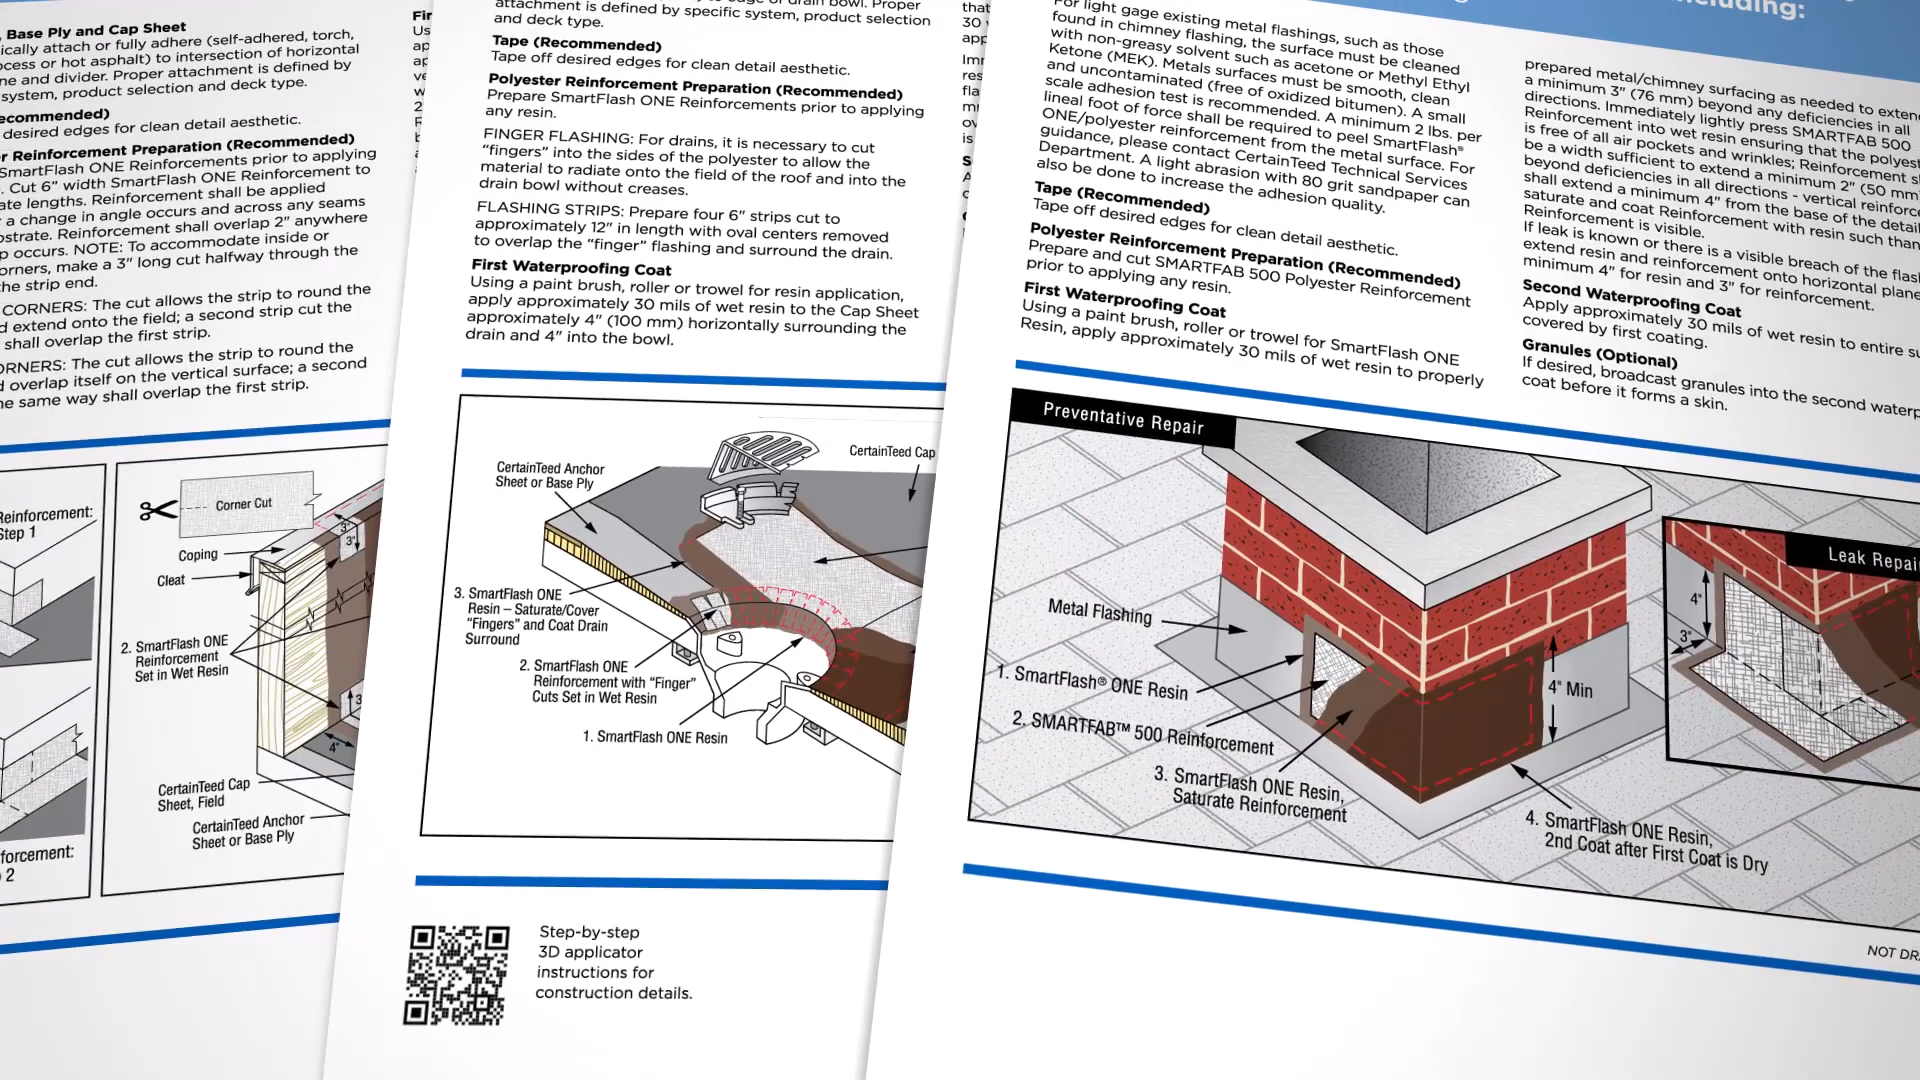 , Base Ply and Cap Sheet
ically attach or fully adhere (self-adhered, torch,
ocess or hot asphalt) to intersection of horizontal
ne and divider. Proper attachment is defined by
system, product selection and deck type.
ecommended)
desired edges for clean detail aesthetic.
r Reinforcement Preparation (Recommended)
SmartFlash ONE Reinforcements prior to applying
. Cut 6" width SmartFlash ONE Reinforcement to
ate lengths. Reinforcement shall be applied
r a change in angle occurs and across any seams
ostrate. Reinforcement shall overlap 2" anywhere
p occurs. NOTE: To accommodate inside or
orners, make a 3" long cut halfway through the
the strip end.
CORNERS: The cut allows the strip to round the
d extend onto the field; a second strip cut the
shall overlap the first strip.
ORNERS: The cut allows the strip to round the
d overlap itself on the vertical surface; a second
he same way shall overlap the first strip.
Reinforcement:
Step 1
forcement:
2
Corner Cut
3"
3"
Coping
Cleat
2. SmartFlash ONE
Reinforcement
Set in Wet Resin
3
4"
CertainTeed Cap
Sheet, Field
CertainTeed Anchor
Sheet or Base Ply
attachment is defined by specific system, product selection
and deck type.
Tape (Recommended)
Tape off desired edges for clean detail aesthetic.
Polyester Reinforcement Preparation (Recommended)
Prepare SmartFlash ONE Reinforcements prior to applying
any resin.
FINGER FLASHING: For drains, it is necessary to cut
“fingers” into the sides of the polyester to allow the
material to radiate onto the field of the roof and into the
drain bowl without creases.
FLASHING STRIPS: Prepare four 6" strips cut to
approximately 12" in length with oval centers removed
to overlap the “finger” flashing and surround the drain.
First Waterproofing Coat
Using a paint brush, roller or trowel for resin application,
apply approximately 30 mils of wet resin to the Cap Sheet
approximately 4" (100 mm) horizontally surrounding the
drain and 4" into the bowl.
CertainTeed Anchor
Sheet or Base Ply
CertainTeed Cap
3. SmartFlash ONE
Resin – Saturate/Cover
“Fingers” and Coat Drain
Surround
2. SmartFlash ONE
Reinforcement with “Finger”
Cuts Set in Wet Resin
1. SmartFlash ONE Resin
Step-by-step
3D applicator
instructions for
construction details.
including:
For light gage existing metal flashings, such as those
found in chimney flashing, the surface must be cleaned
with non-greasy solvent such as acetone or Methyl Ethyl
Ketone (MEK). Metals surfaces must be smooth, clean
and uncontaminated (free of oxidized bitumen). A small
scale adhesion test is recommended. A minimum 2 lbs. per
lineal foot of force shall be required to peel SmartFlash®
ONE/polyester reinforcement from the metal surface. For
guidance, please contact CertainTeed Technical Services
Department. A light abrasion with 80 grit sandpaper can
also be done to increase the adhesion quality.
Tape (Recommended)
Tape off desired edges for clean detail aesthetic.
Polyester Reinforcement Preparation (Recommended)
Prepare and cut SMARTFAB 500 Polyester Reinforcement
prior to applying any resin.
First Waterproofing Coat
Using a paint brush, roller or trowel for SmartFlash ONE
Resin, apply approximately 30 mils of wet resin to properly
prepared metal/chimney surfacing as needed to extend
a minimum 3" (76 mm) beyond any deficiencies in all
directions. Immediately lightly press SMARTFAB 500
Reinforcement into wet resin ensuring that the polyest
is free of all air pockets and wrinkles; Reinforcement s
be a width sufficient to extend a minimum 2" (50 mm
beyond deficiencies in all directions - vertical reinforce
shall extend a minimum 4" from the base of the detail
saturate and coat Reinforcement with resin such than
Reinforcement is visible.
If leak is known or there is a visible breach of the flash
extend resin and reinforcement onto horizontal plane
minimum 4" for resin and 3" for reinforcement.
Second Waterproofing Coat
Apply approximately 30 mils of wet resin to entire su
covered by first coating.
Granules (Optional)
If desired, broadcast granules into the second waterp
coat before it forms a skin.
Preventative Repair
Metal Flashing
1. SmartFlash® ONE Resin
2. SMARTFAB™ 500 Reinforcement
3. SmartFlash ONE Resin,
Saturate Reinforcement
4" Min
4. SmartFlash ONE Resin,
2nd Coat after First Coat is Dry
Leak Repai
4"
3"
NOT DR